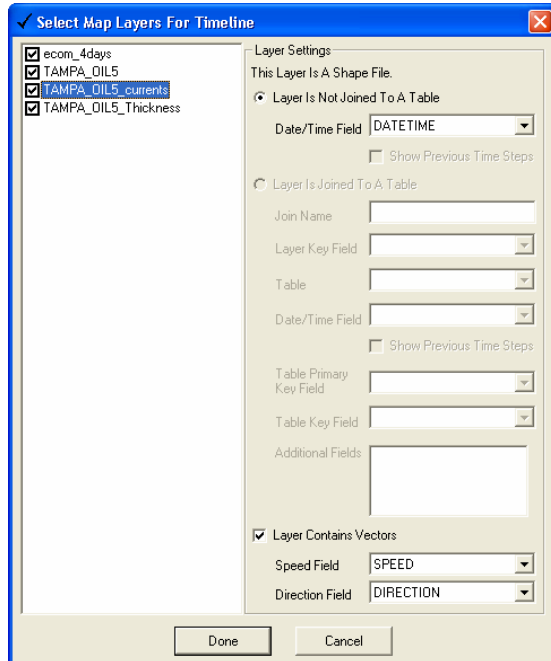 Select Map Layers For Timeline
ecom_4days
TAMPA_OIL5
TAMPA_OIL5_currents
TAMPA_OIL5_Thickness
Layer Settings
This Layer Is A Shape File.
Layer Is Not Joined To A Table
Date/Time Field DATETIME
Show Previous Time Steps
Layer Is Joined To A Table
Join Name
Layer Key Field
Table
Date/Time Field
Show Previous Time Steps
Table Primary
Key Field
Table Key Field
Additional Fields
Layer Contains Vectors
Speed Field SPEED
Direction Field DIRECTION
Done Cancel